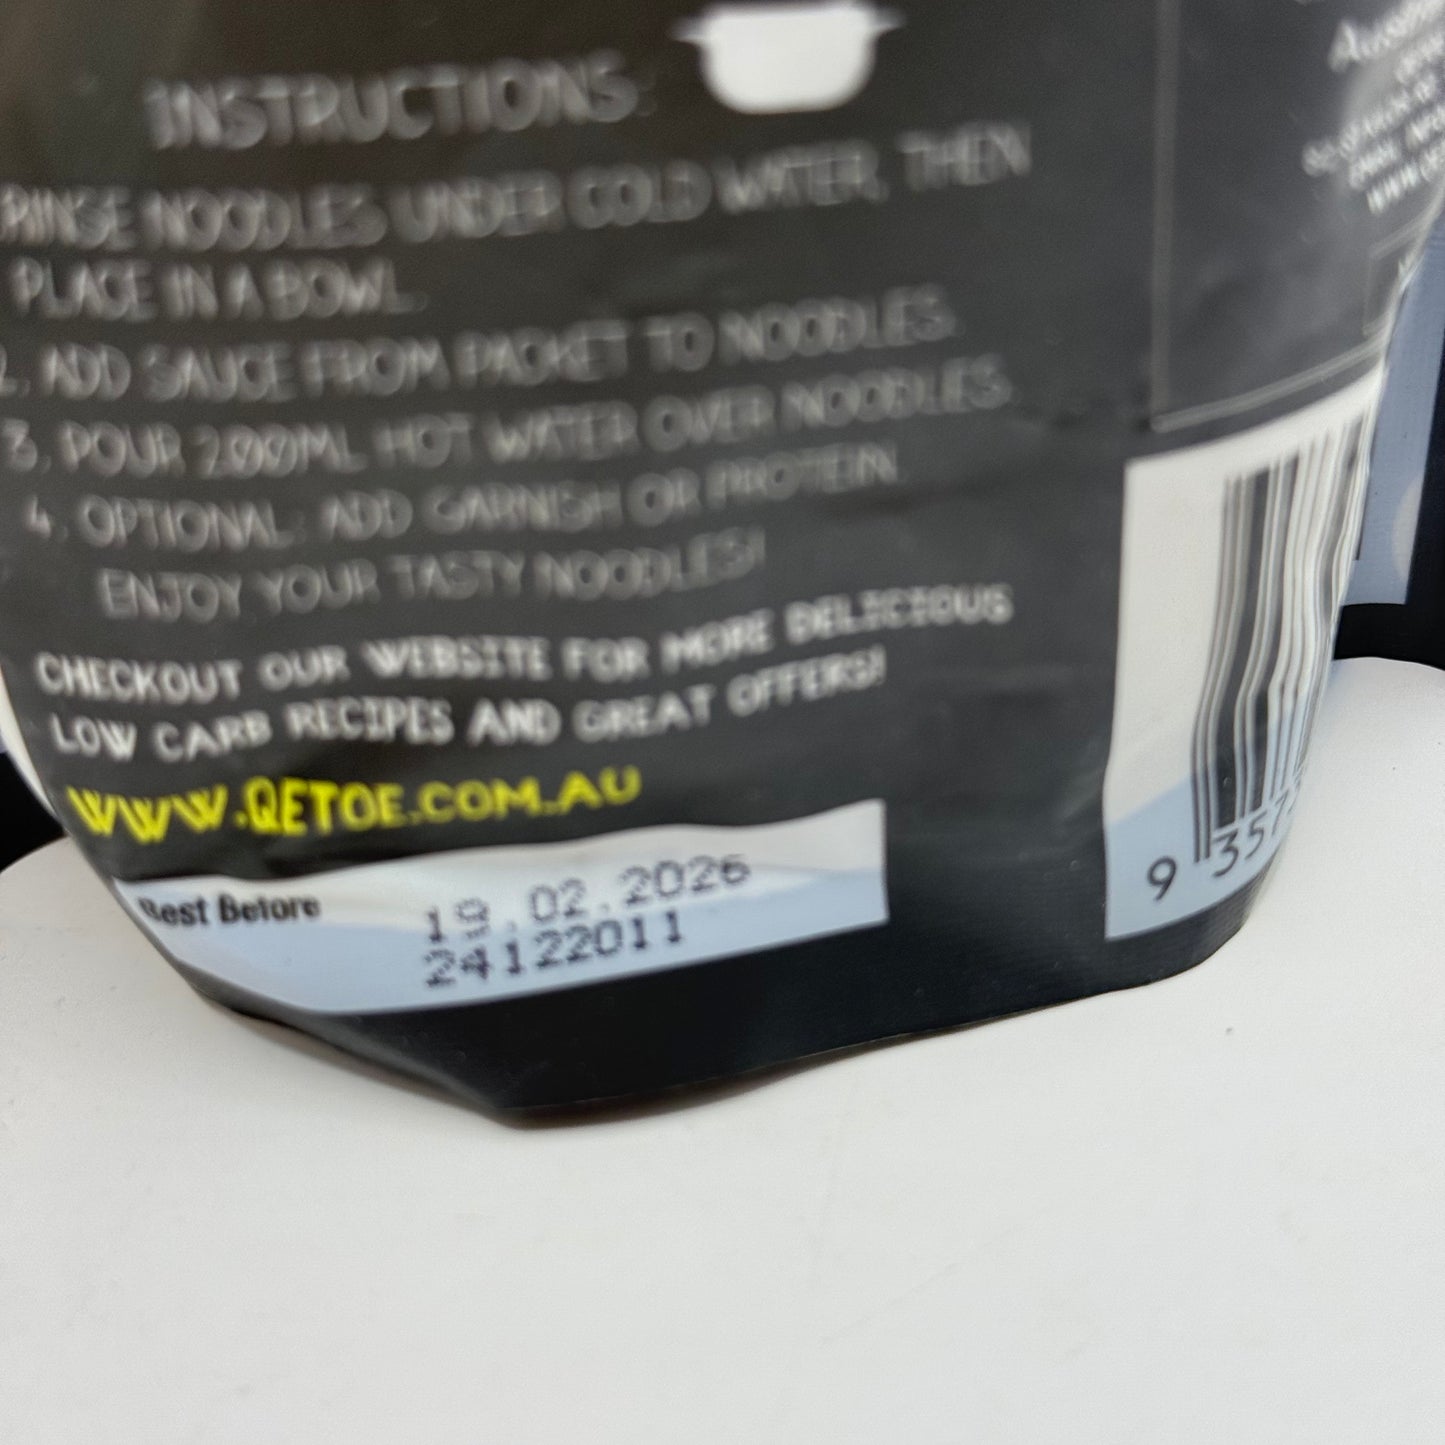 INSTRUCTIONS:
RINSE NOODLES UNDER COLD WATER, THEN
PLACE IN A BOWL.
2. ADD SAUCE FROM PACKET TO NOODLES.
3. POUR 200ML HOT WATER OVER NOODLES.
4. OPTIONAL: ADD GARNISH OR PROTEIN.
ENJOY YOUR TASTY NOODLES!
CHECKOUT OUR WEBSITE FOR MORE DELICIOUS
LOW CARB RECIPES AND GREAT OFFERS!
WWW.QETOE.COM.AU
Best Before
.02.2026
24122011
9 357